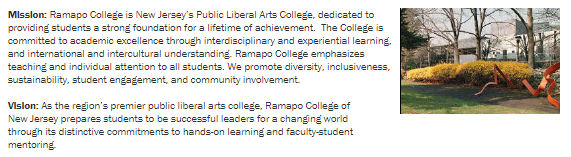 Mission: Ramapo College is New Jersey's Public Liberal Arts College, dedicated to
providing students a strong foundation for a lifetime of achievement.  The College is
committed to academic excellence through interdisciplinary and experiential learning,
and international and intercultural understanding. Ramapo College emphasizes
teaching and individual attention to all students. We promote diversity, inclusiveness,
sustainability, student engagement, and community involvement.
Vision: As the region's premier public liberal arts college, Ramapo College of
New Jersey prepares students to be successful leaders for a changing world
through its distinctive commitments to hands-on learning and faculty-student
mentoring.